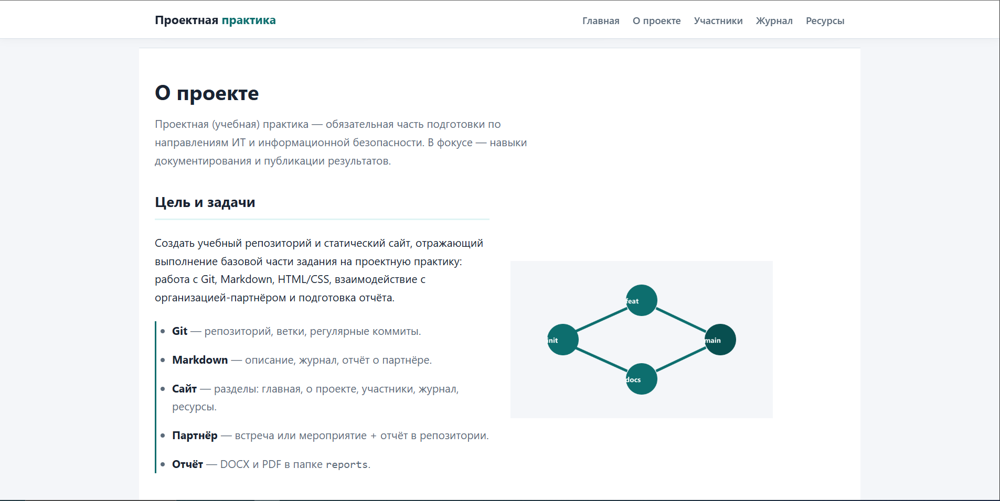 Проектная практика
Главная О проекте Участники Журнал Ресурсы
О проекте
Проектная (учебная) практика — обязательная часть подготовки по
направлениям ИТ и информационной безопасности. В фокусе — навыки
документирования и публикации результатов.
Цель и задачи
Создать учебный репозиторий и статический сайт, отражающий
выполнение базовой части задания на проектную практику:
работа с Git, Markdown, HTML/CSS, взаимодействие с
организацией-партнёром и подготовка отчёта.
• Git — репозиторий, ветки, регулярные коммиты.
• Markdown — описание, журнал, отчёт о партнёре.
• Сайт — разделы: главная, о проекте, участники, журнал,
ресурсы.
• Партнёр — встреча или мероприятие + отчёт в репозитории.
• Отчёт — DOCX и PDF в папке reports.
feat
init
main
docs